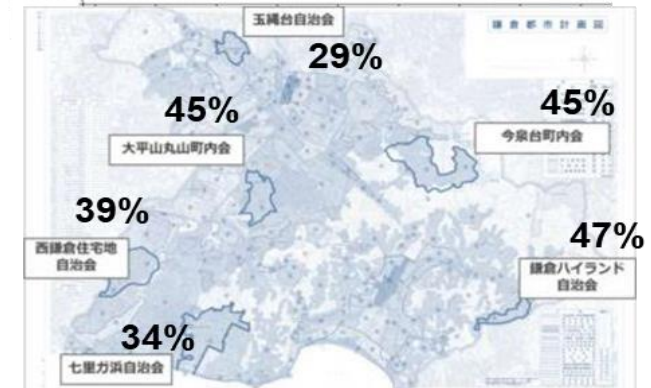 玉縄台自治会
鎌倉都市計画図
29%
45%
大平山丸山町内会
45%
今泉台町内会
39%
西鎌倉住宅地
自治会
47%
鎌倉ハイランド
自治会
34%
七里ガ浜自治会